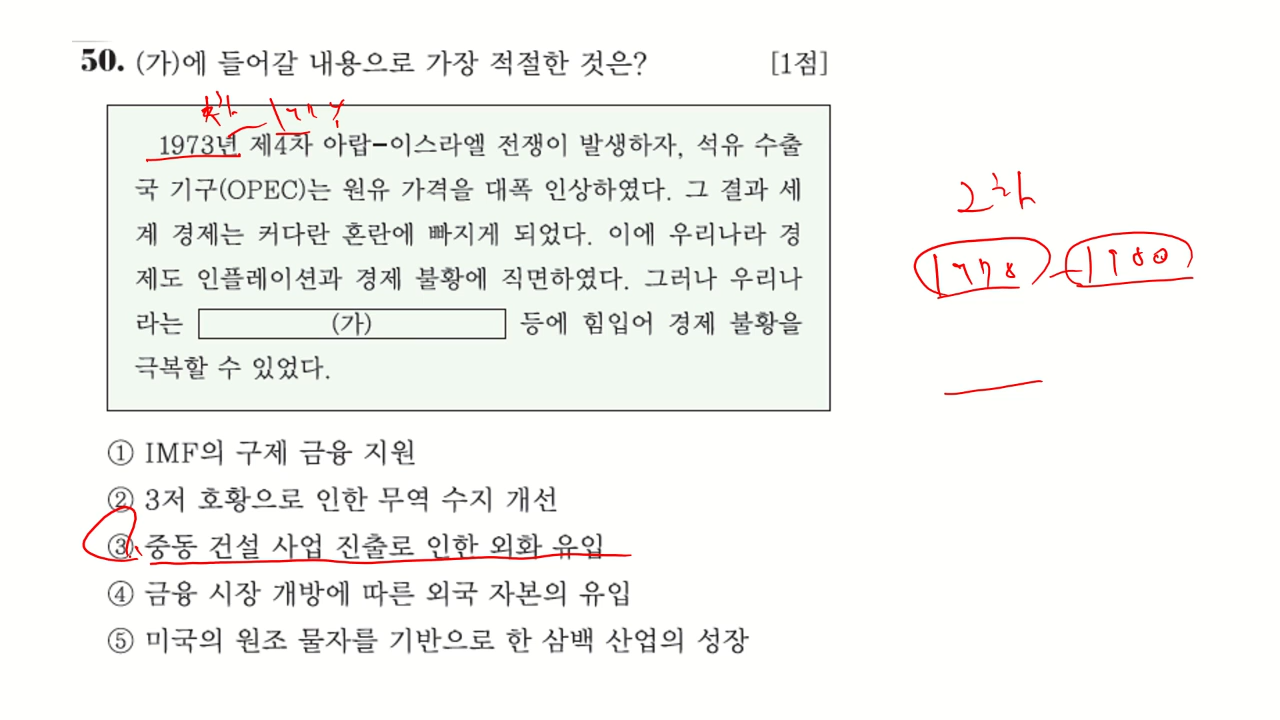 50. (가)에 들어갈 내용으로 가장 적절한 것은? [1점]
1973년 제4차 아랍-이스라엘 전쟁이 발생하자, 석유 수출
국 기구(OPEC)는 원유 가격을 대폭 인상하였다. 그 결과 세
계 경제는 커다란 혼란에 빠지게 되었다. 이에 우리나라 경
제도 인플레이션과 경제 불황에 직면하였다. 그러나 우리나
라는 (가) 등에 힘입어 경제 불황을
극복할 수 있었다.
① IMF의 구제 금융 지원
② 3저 호황으로 인한 무역 수지 개선
③ 중동 건설 사업 진출로 인한 외화 유입
④ 금융 시장 개방에 따른 외국 자본의 유입
⑤ 미국의 원조 물자를 기반으로 한 삼백 산업의 성장
2차
1978 - 1980